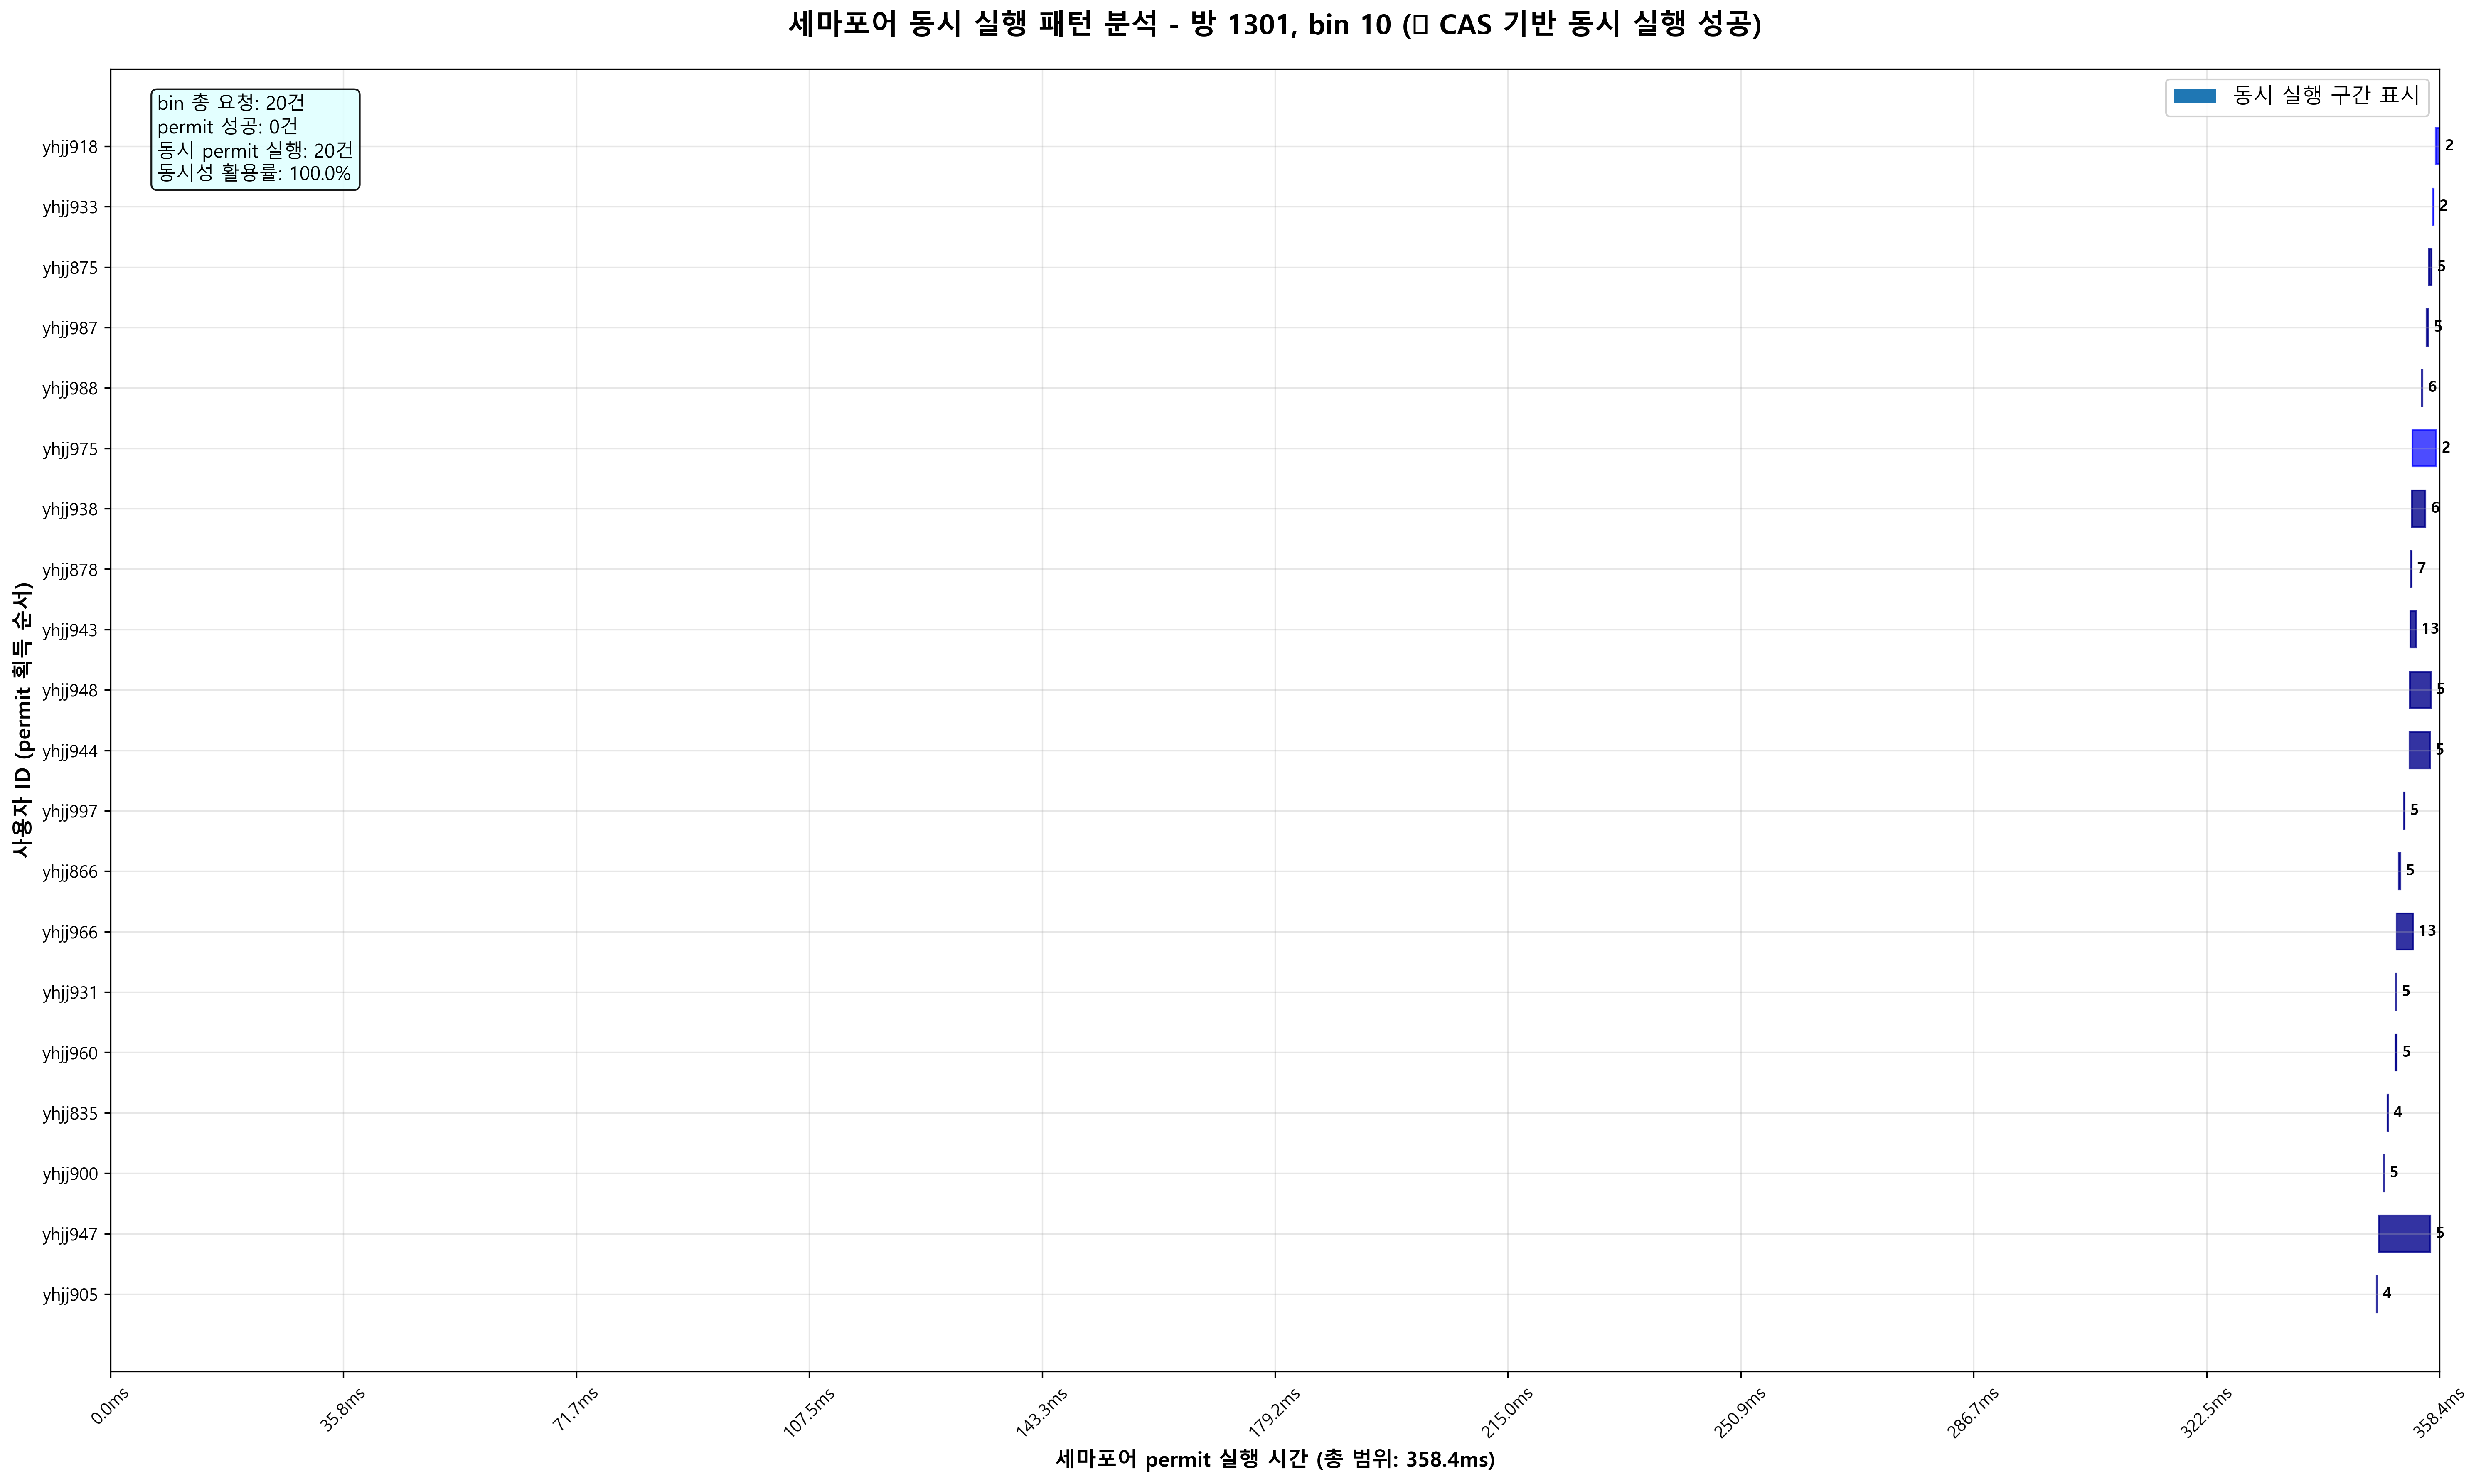 세마포어 동시 실행 패턴 분석 - 방 1301, bin 10 (▯ CAS 기반 동시 실행 성공)
bin 총 요청: 20건
permit 성공: 0건
동시 permit 실행: 20건
동시성 활용률: 100.0%
동시 실행 구간 표시
사용자 ID (permit 획득 순서)
yhjj918 2
yhjj933 2
yhjj875 5
yhjj987 5
yhjj988 6
yhjj975 2
yhjj938 6
yhjj878 7
yhjj943 13
yhjj948 5
yhjj944 5
yhjj997 5
yhjj866 5
yhjj966 13
yhjj931 5
yhjj960 5
yhjj835 4
yhjj900 5
yhjj947 5
yhjj905 4
0.0ms 35.8ms 71.7ms 107.5ms 143.3ms 179.2ms 215.0ms 250.9ms 286.7ms 322.5ms 358.4ms
세마포어 permit 실행 시간 (총 범위: 358.4ms)